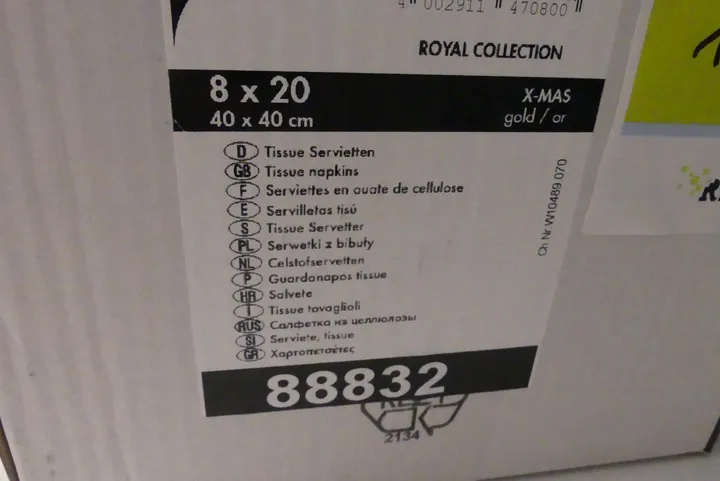 4 002911 470800
ROYAL COLLECTION
8 x 20
40 x 40 cm
X-MAS
gold / or
D Tissue Servietten
GB Tissue napkins
F Serviettes en ouate de cellulose
E Servilletas tisú
S Tissue Servetter
PL Serwetki z bibuły
NL Celstofservetten
P Guardanapos tissue
HR Salvete
I Tissue tovaglioli
RUS Салфетка из целлюлозы
SI Serviete, tissue
GR Χαρτοπετσέτες
Ch.Nr.W10489.070
88832
2134